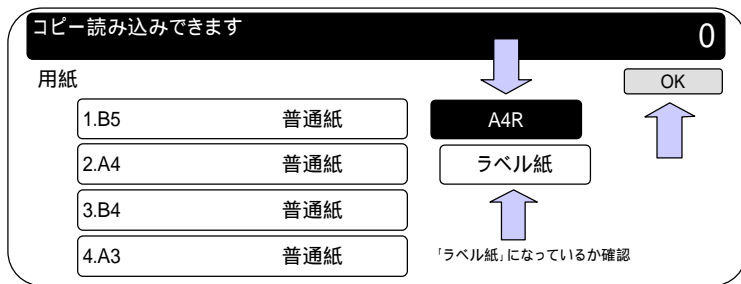 コピー読み込みできます 0
用紙 OK
1.B5 普通紙 A4R
2.A4 普通紙 ラベル紙
3.B4 普通紙
4.A3 普通紙 「ラベル紙」になっているか確認